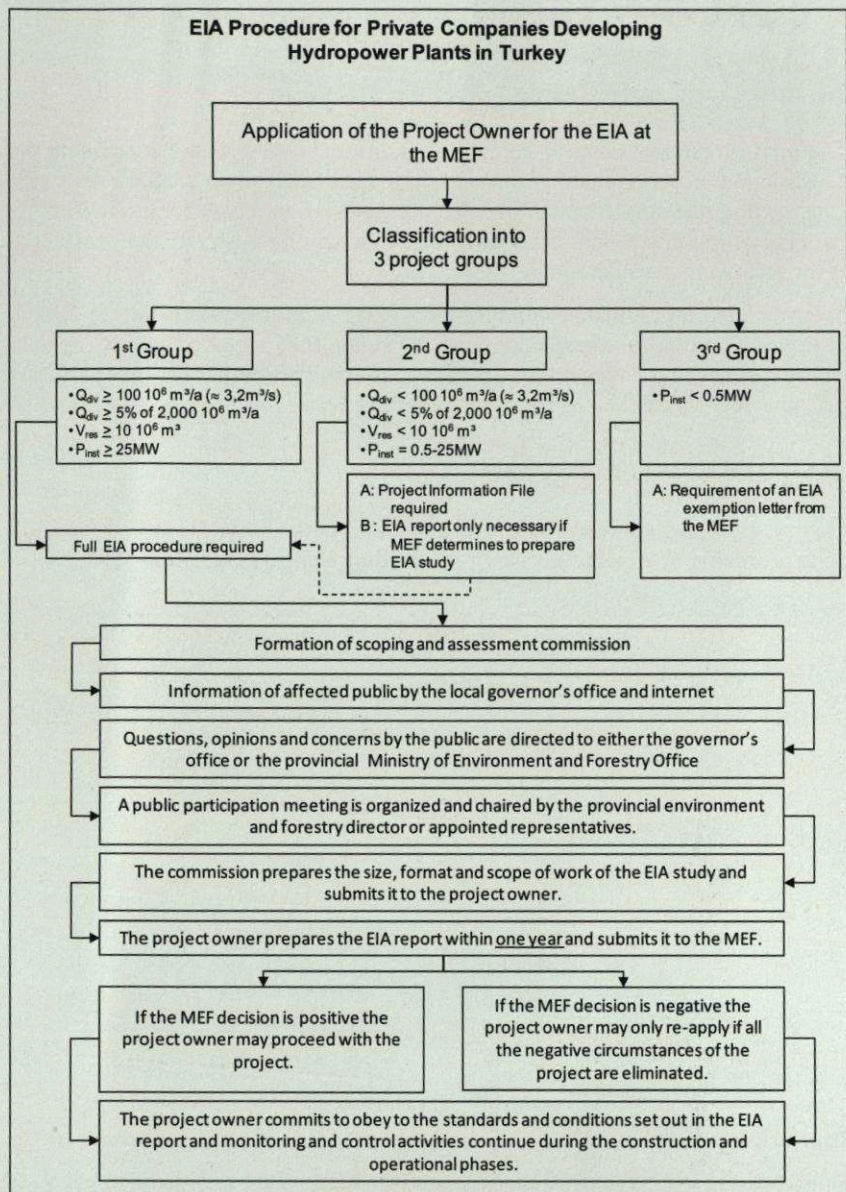 EIA Procedure for Private Companies Developing
Hydropower Plants in Turkey
Application of the Project Owner for the EIA at
the MEF
Classification into
3 project groups
1st Group
2nd Group
3rd Group
•Qdiv ≥ 100 10⁶ m³/a (≈ 3,2m³/s)
•Qdiv ≥ 5% of 2,000 10⁶ m³/a
•Vres ≥ 10 10⁶ m³
•Pinst ≥ 25MW
•Qdiv < 100 10⁶ m³/a (≈ 3,2m³/s)
•Qdiv < 5% of 2,000 10⁶ m³/a
•Vres < 10 10⁶ m³
•Pinst = 0.5-25MW
•Pinst < 0.5MW
A: Project Information File
required
B : EIA report only necessary if
MEF determines to prepare
EIA study
A: Requirement of an EIA
exemption letter from
the MEF
Full EIA procedure required
Formation of scoping and assessment commission
Information of affected public by the local governor's office and internet
Questions, opinions and concerns by the public are directed to either the governor's
office or the provincial Ministry of Environment and Forestry Office
A public participation meeting is organized and chaired by the provincial environment
and forestry director or appointed representatives.
The commission prepares the size, format and scope of work of the EIA study and
submits it to the project owner.
The project owner prepares the EIA report within one year and submits it to the MEF.
If the MEF decision is positive the
project owner may proceed with the
project.
If the MEF decision is negative the
project owner may only re-apply if all
the negative circumstances of the
project are eliminated.
The project owner commits to obey to the standards and conditions set out in the EIA
report and monitoring and control activities continue during the construction and
operational phases.